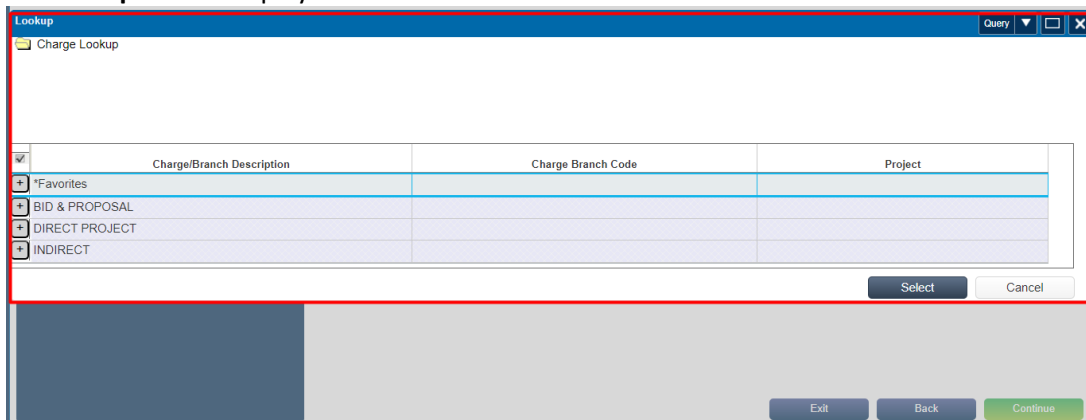 Lookup Query
Charge Lookup
Charge/Branch Description Charge Branch Code Project
*Favorites
BID & PROPOSAL
DIRECT PROJECT
INDIRECT
Select Cancel
Exit Back Continue